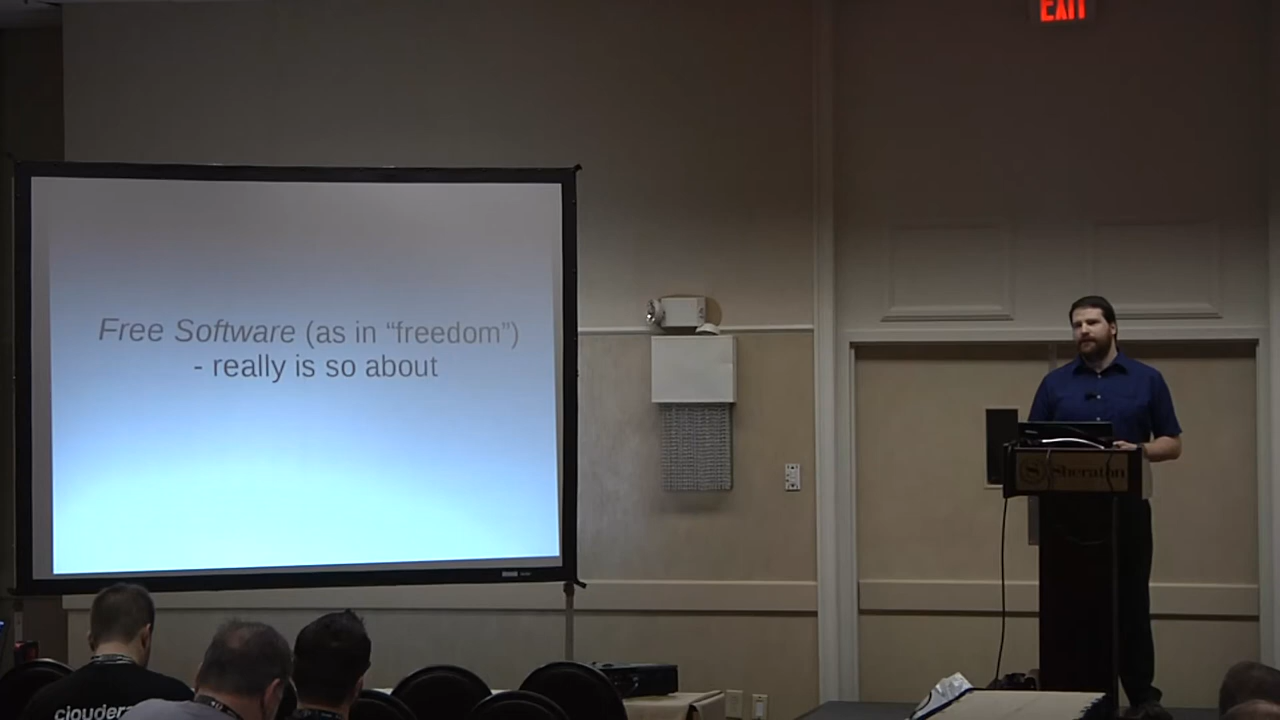 EXIT
Free Software (as in “freedom”)
- really is so about
Sheraton
cloudera